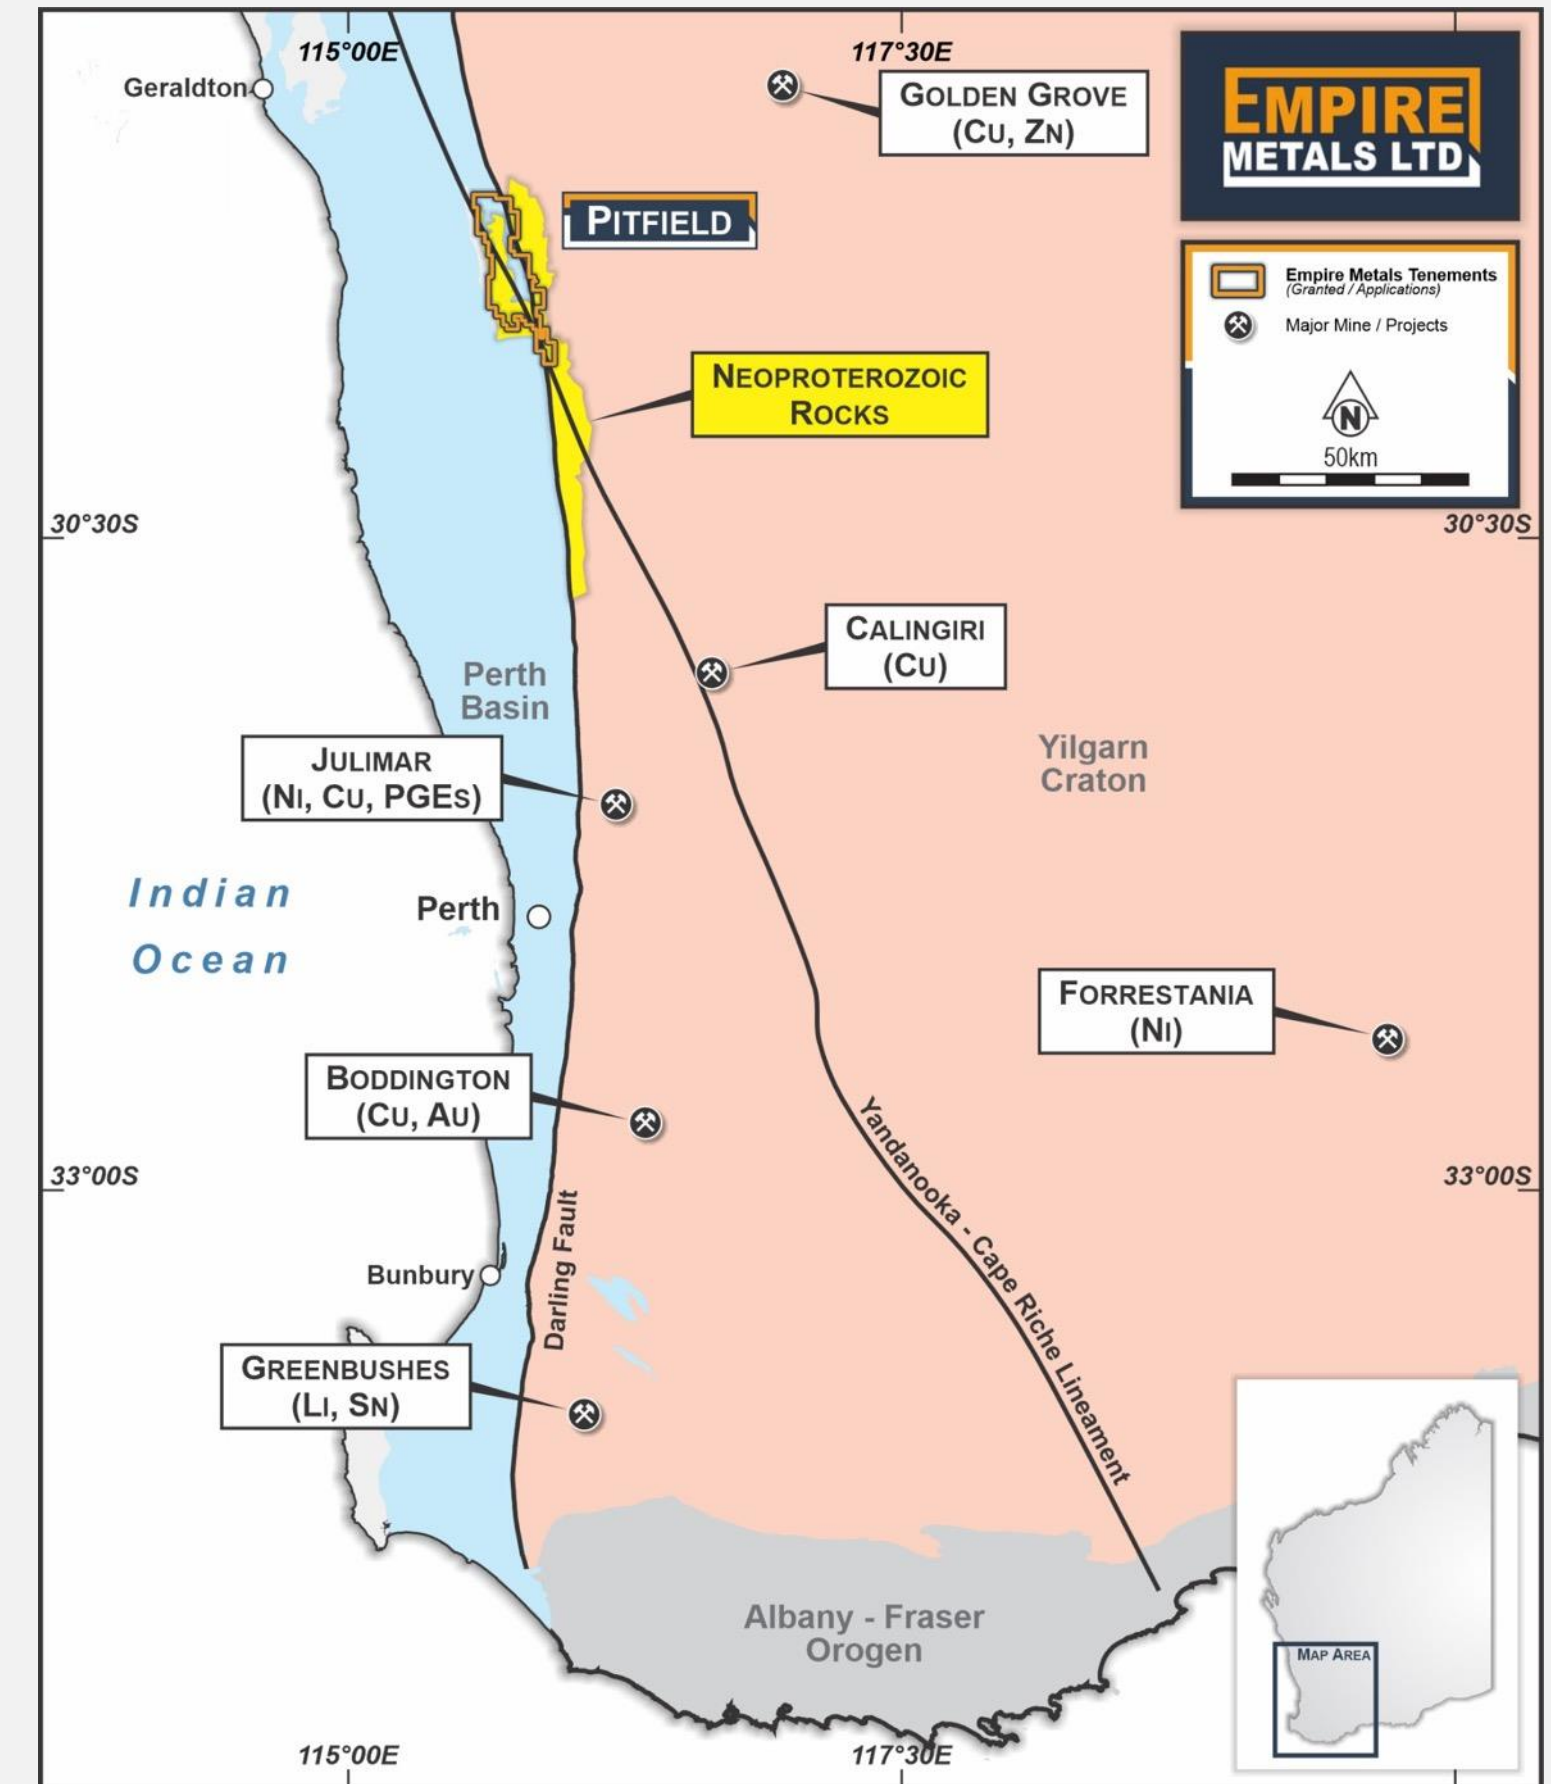 115°00E
117°30E
Geraldton
GOLDEN GROVE
(CU, ZN)
EMPIRE
METALS LTD
PITFIELD
Empire Metals Tenements
(Granted / Applications)
Major Mine / Projects
N
50km
NEOPROTEROZOIC
ROCKS
30°30S
30°30S
CALINGIRI
(CU)
Perth
Basin
Yilgarn
Craton
JULIMAR
(NI, CU, PGES)
Indian
Ocean
Perth
FORRESTANIA
(NI)
BODDINGTON
(CU, AU)
Yandanooka - Cape Riche Lineament
33°00S
33°00S
Darling Fault
Bunbury
GREENBUSHES
(LI, SN)
Albany - Fraser
Orogen
MAP AREA
115°00E
117°30E